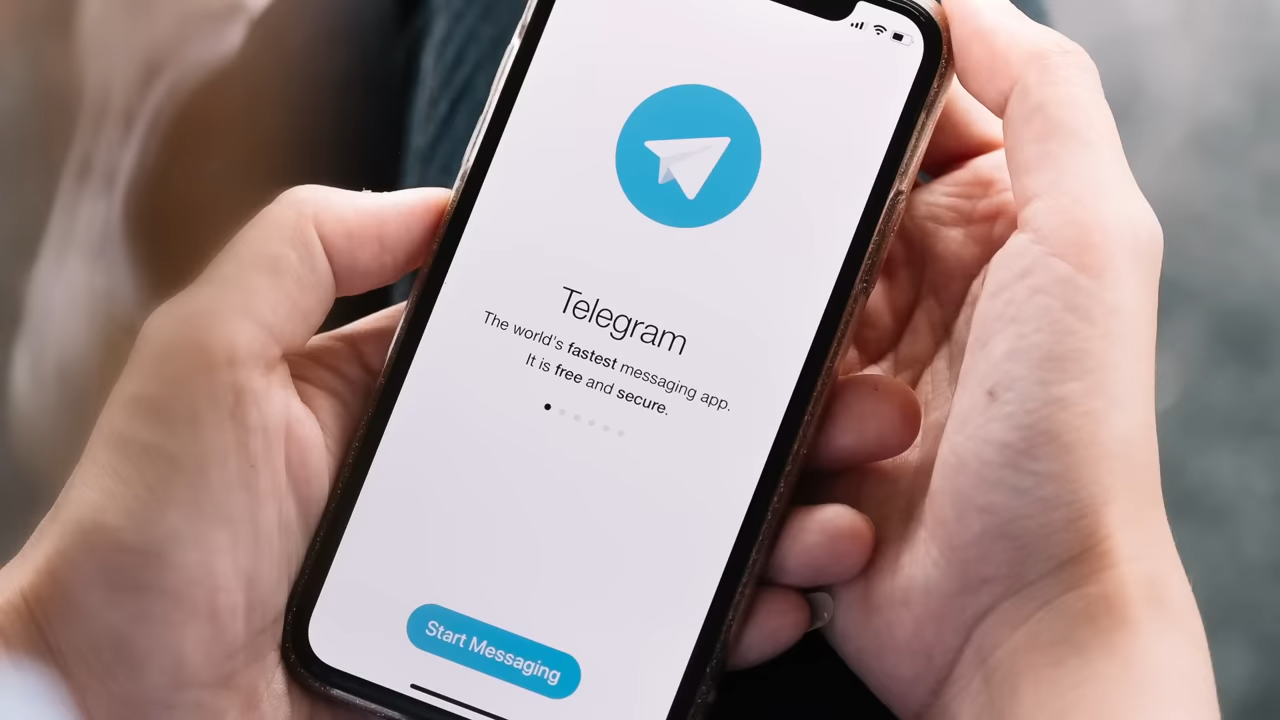 Telegram
The world's fastest messaging app.
It is free and secure.
Start Messaging